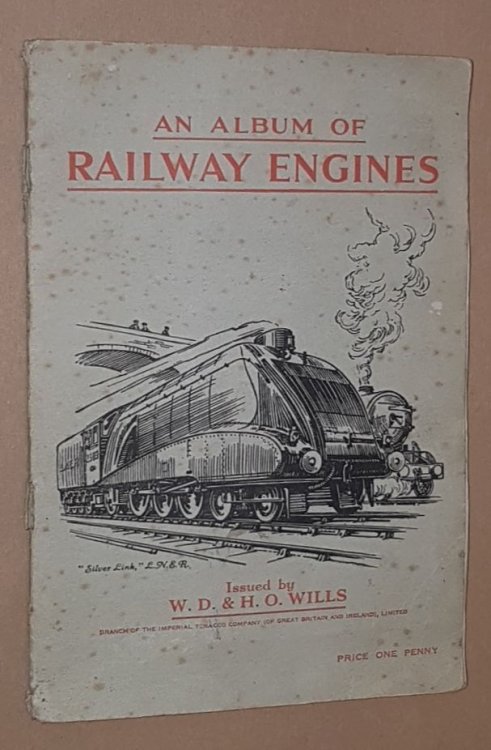 AN ALBUM OF
RAILWAY ENGINES
"Silver Link," L.N.E.R.
Issued by
W. D. & H. O. WILLS
BRANCH OF THE IMPERIAL TOBACCO COMPANY (OF GREAT BRITAIN AND IRELAND), LIMITED
PRICE ONE PENNY